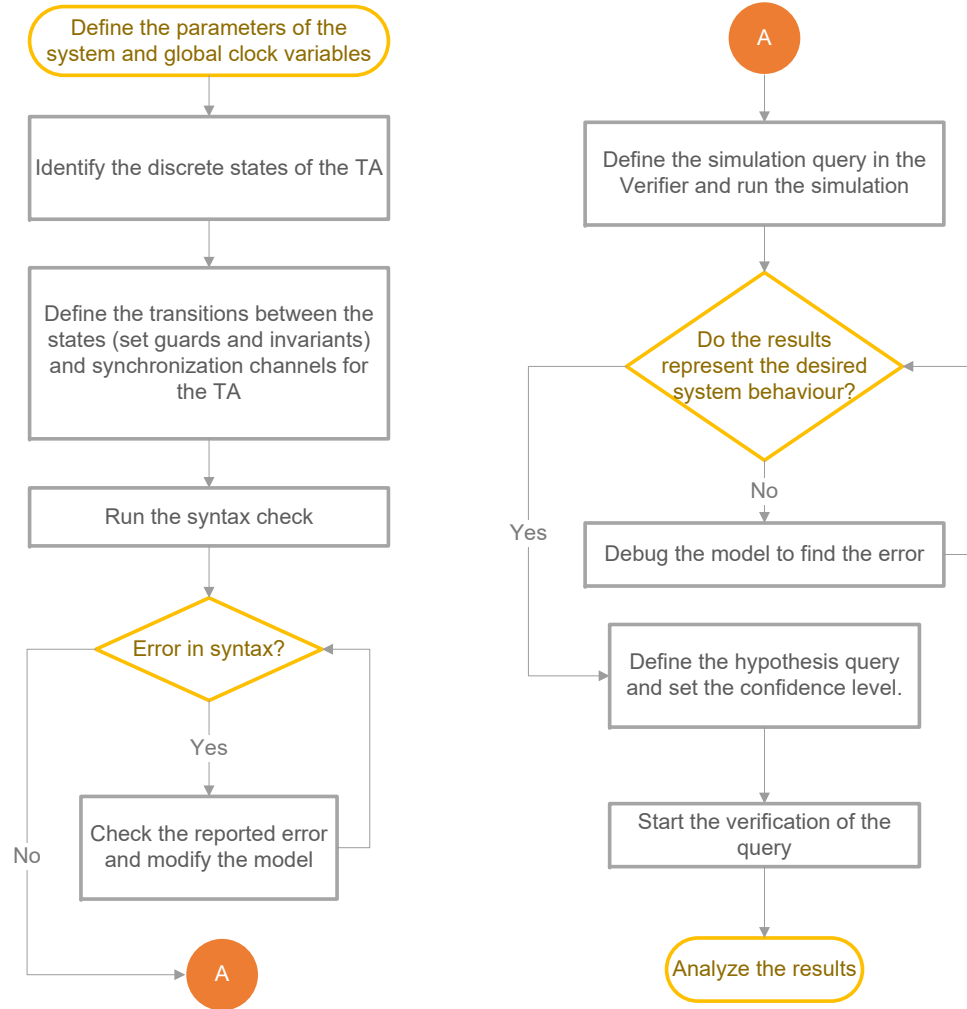 Define the parameters of the
system and global clock variables
Identify the discrete states of the TA
Define the transitions between the
states (set guards and invariants)
and synchronization channels for
the TA
Run the syntax check
Error in syntax?
Yes
Check the reported error
and modify the model
No
A
A
Define the simulation query in the
Verifier and run the simulation
Do the results
represent the desired
system behaviour?
No
Yes
Debug the model to find the error
Define the hypothesis query
and set the confidence level.
Start the verification of the
query
Analyze the results